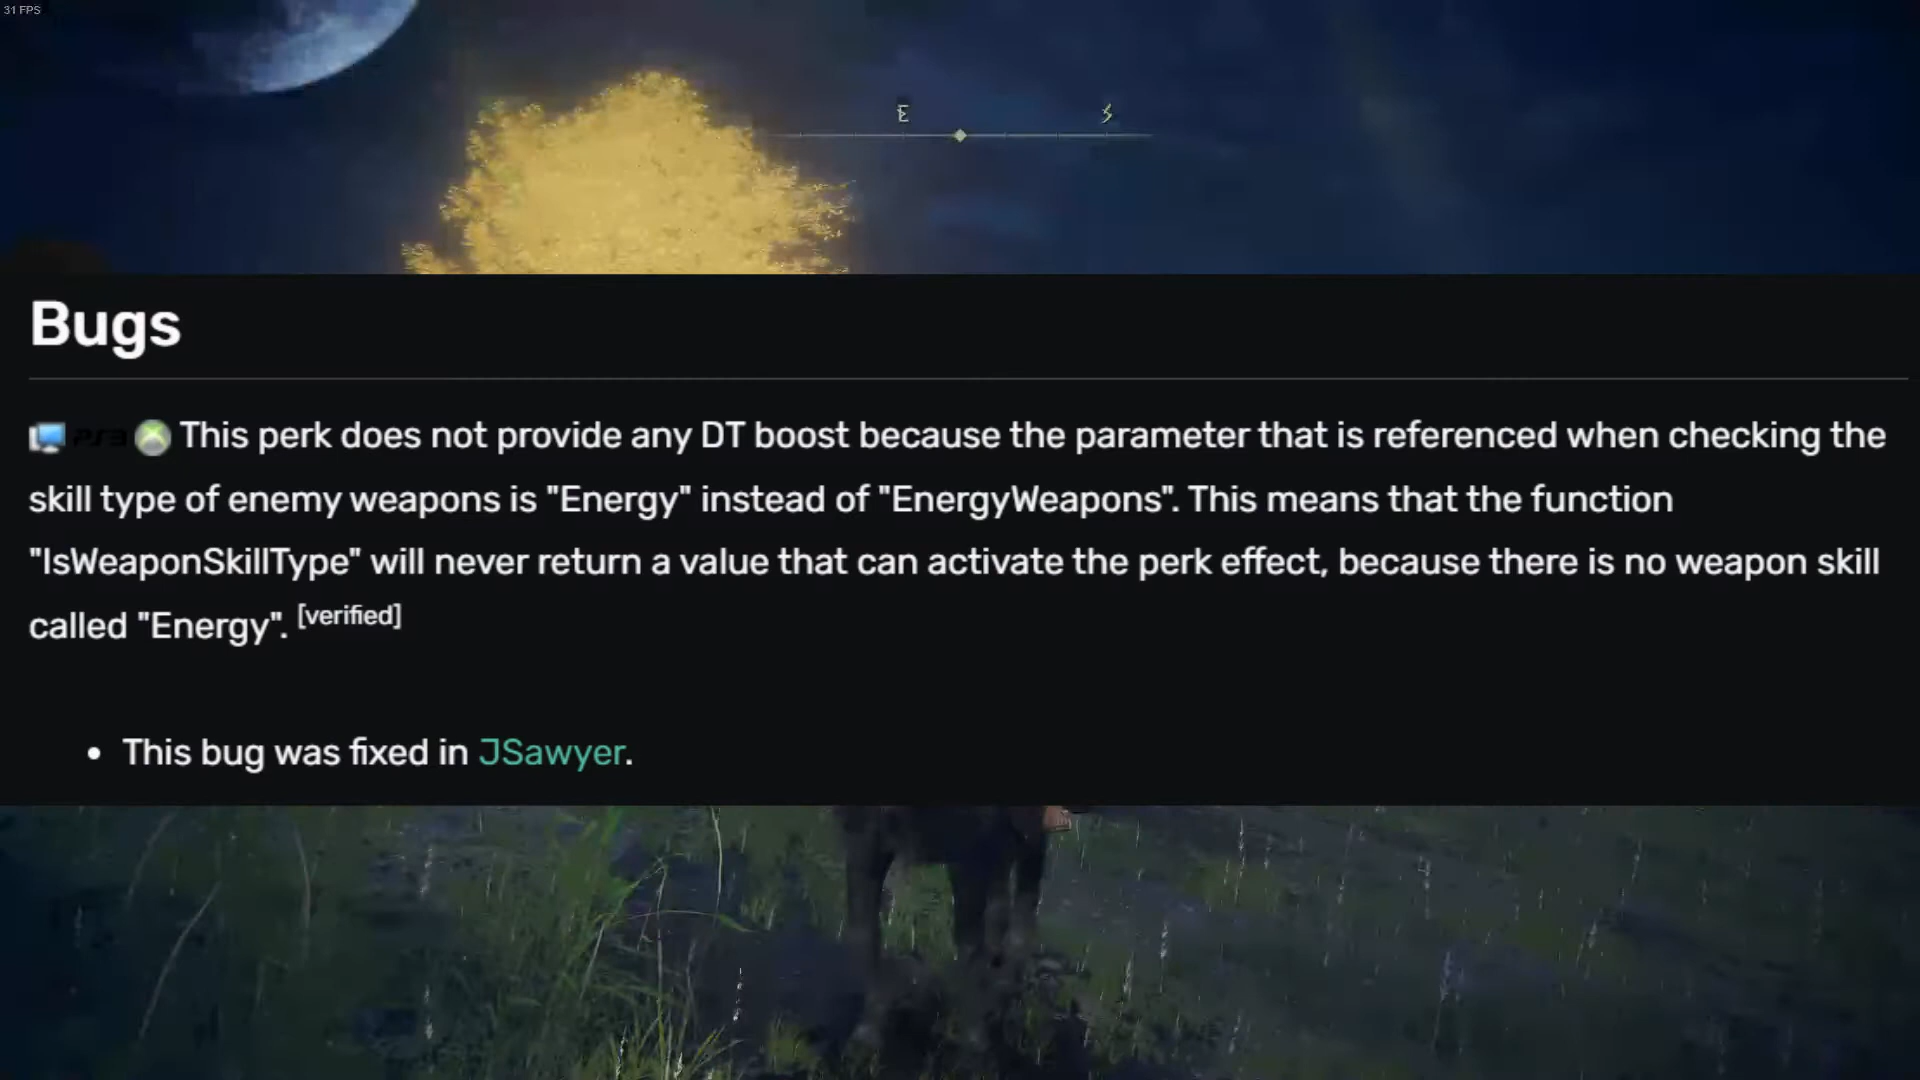 31 FPS
E S
Bugs
PS3 This perk does not provide any DT boost because the parameter that is referenced when checking the
skill type of enemy weapons is "Energy" instead of "EnergyWeapons". This means that the function
"IsWeaponSkillType" will never return a value that can activate the perk effect, because there is no weapon skill
called "Energy". [verified]
• This bug was fixed in JSawyer.